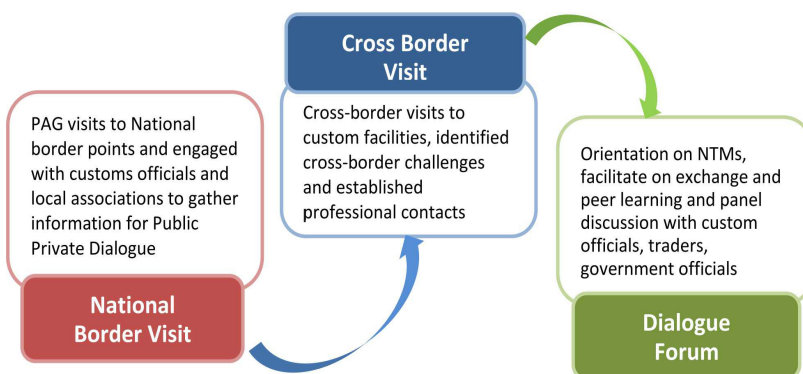 PAG visits to National
border points and engaged
with customs officials and
local associations to gather
information for Public
Private Dialogue
National
Border Visit
Cross Border
Visit
Cross-border visits to
custom facilities, identified
cross-border challenges
and established
professional contacts
Orientation on NTMs,
facilitate on exchange and
peer learning and panel
discussion with custom
officials, traders,
government officials
Dialogue
Forum